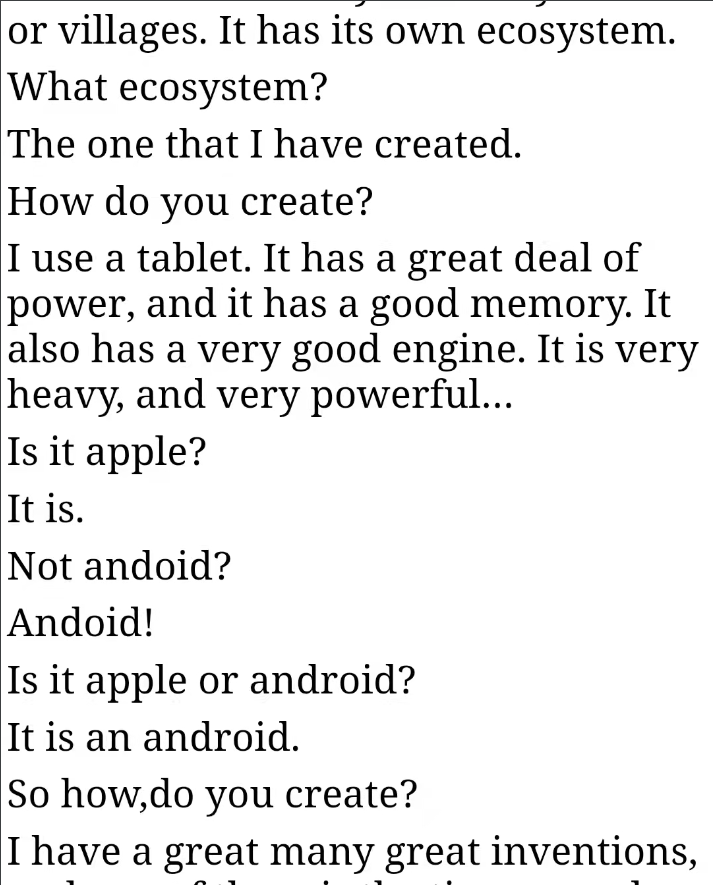 or villages. It has its own ecosystem.
What ecosystem?
The one that I have created.
How do you create?
I use a tablet. It has a great deal of
power, and it has a good memory. It
also has a very good engine. It is very
heavy, and very powerful...
Is it apple?
It is.
Not andoid?
Andoid!
Is it apple or android?
It is an android.
So how,do you create?
I have a great many great inventions,